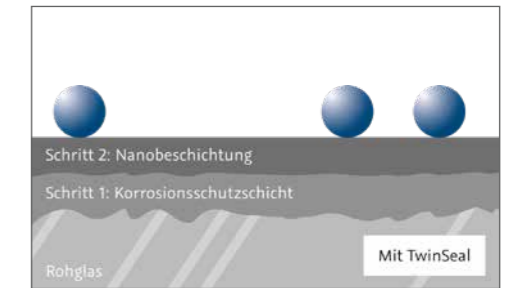 Schritt 2: Nanobeschichtung
Schritt 1: Korrosionsschutzschicht
Mit TwinSeal
Rohglas